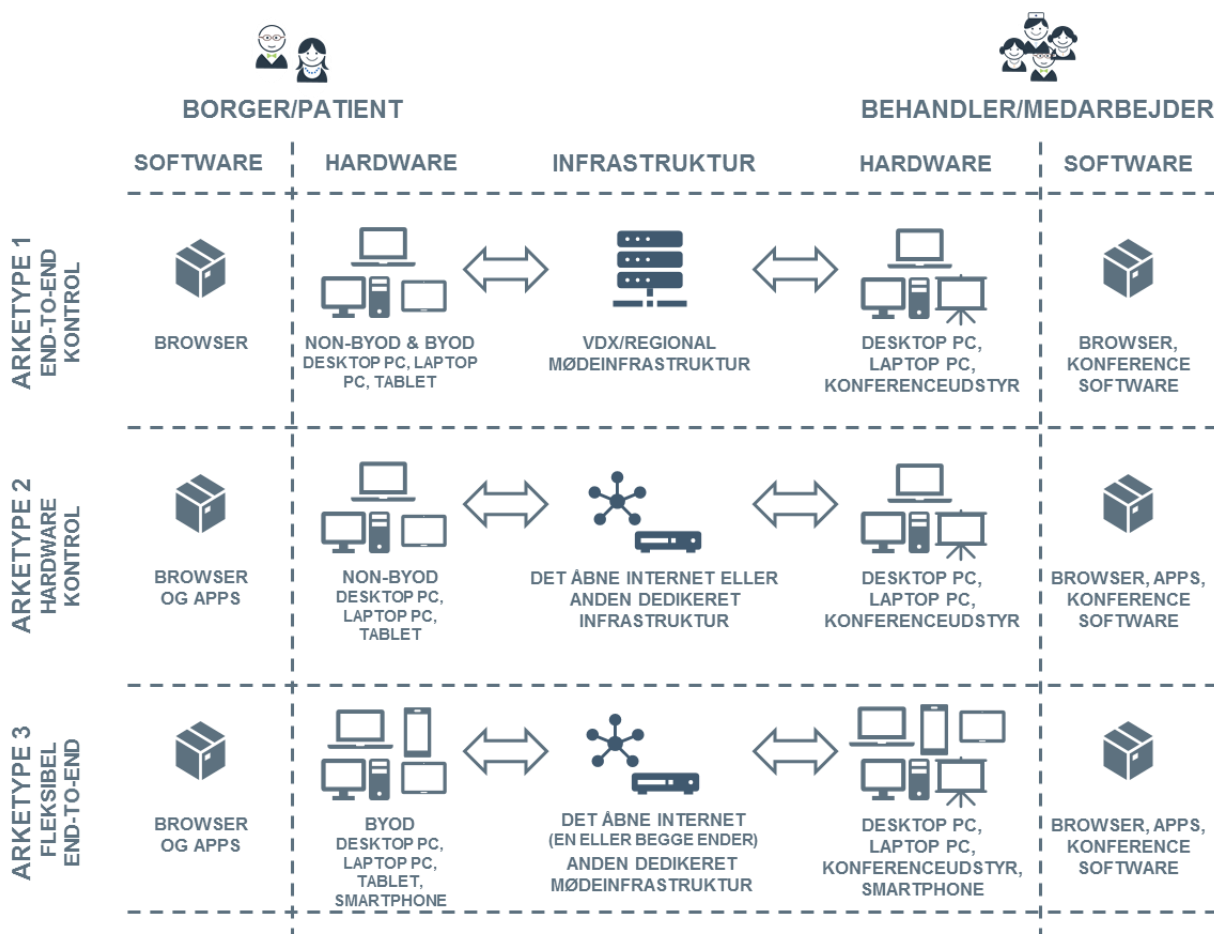 BORGER/PATIENT
BEHANDLER/MEDARBEJDER
SOFTWARE
HARDWARE
INFRASTRUKTUR
HARDWARE
SOFTWARE
ARKETYPE 1
END-TO-END
KONTROL
BROWSER
NON-BYOD & BYOD
DESKTOP PC, LAPTOP
PC, TABLET
VDX/REGIONAL
MØDEINFRASTRUKTUR
DESKTOP PC,
LAPTOP PC,
KONFERENCEUDSTYR
BROWSER,
KONFERENCE
SOFTWARE
ARKETYPE 2
HARDWARE
KONTROL
BROWSER
OG APPS
NON-BYOD
DESKTOP PC,
LAPTOP PC,
TABLET
DET ÅBNE INTERNET ELLER
ANDEN DEDIKERET
INFRASTRUKTUR
DESKTOP PC,
LAPTOP PC,
KONFERENCEUDSTYR
BROWSER, APPS,
KONFERENCE
SOFTWARE
ARKETYPE 3
FLEKSIBEL
END-TO-END
BROWSER
OG APPS
BYOD
DESKTOP PC,
LAPTOP PC,
TABLET,
SMARTPHONE
DET ÅBNE INTERNET
(EN ELLER BEGGE ENDER)
ANDEN DEDIKERET
MØDEINFRASTRUKTUR
DESKTOP PC,
LAPTOP PC,
KONFERENCEUDSTYR,
SMARTPHONE
BROWSER, APPS,
KONFERENCE
SOFTWARE